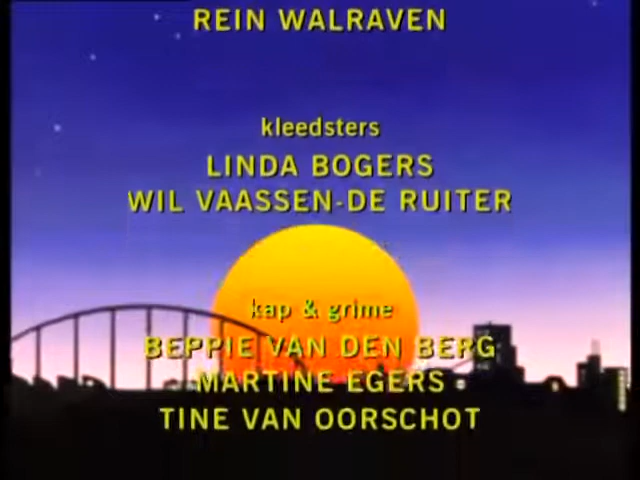 REIN WALRAVEN
kleedsters
LINDA BOGERS
WIL VAASSEN-DE RUITER
kap & grime
BEPPIE VAN DEN BERG
MARTINE EGERS
TINE VAN OORSCHOT